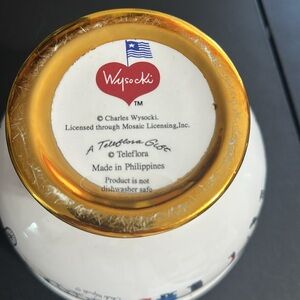 Wysocki
TM
© Charles Wysocki.
Licensed through Mosaic Licensing,Inc.
A Teleflora Gift
© Teleflora
Made in Philippines
Product is not
dishwasher safe